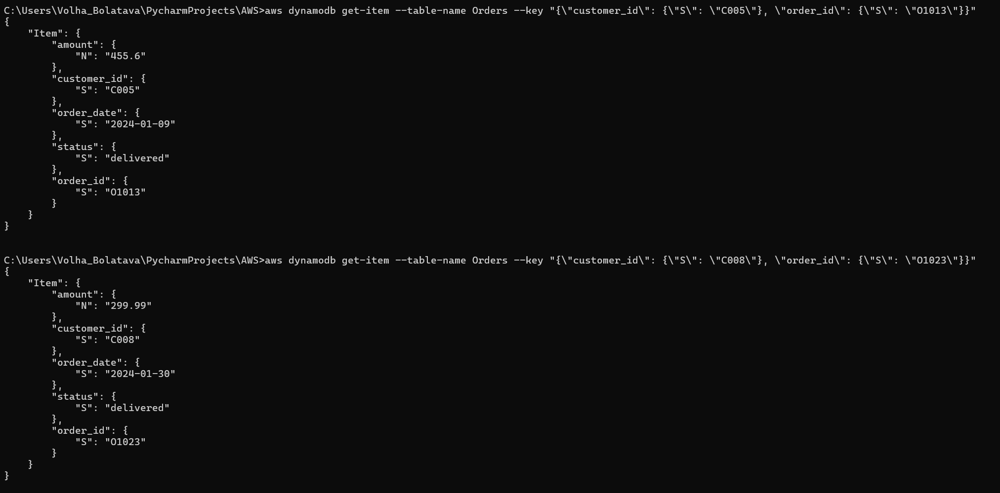 C:\Users\Volha_Bolatava\PycharmProjects\AWS>aws dynamodb get-item --table-name Orders --key "{\"customer_id\": {\"S\": \"C005\"}, \"order_id\": {\"S\": \"O1013\"}}"
{
    "Item": {
        "amount": {
            "N": "455.6"
        },
        "customer_id": {
            "S": "C005"
        },
        "order_date": {
            "S": "2024-01-09"
        },
        "status": {
            "S": "delivered"
        },
        "order_id": {
            "S": "O1013"
        }
    }
}
C:\Users\Volha_Bolatava\PycharmProjects\AWS>aws dynamodb get-item --table-name Orders --key "{\"customer_id\": {\"S\": \"C008\"}, \"order_id\": {\"S\": \"O1023\"}}"
{
    "Item": {
        "amount": {
            "N": "299.99"
        },
        "customer_id": {
            "S": "C008"
        },
        "order_date": {
            "S": "2024-01-30"
        },
        "status": {
            "S": "delivered"
        },
        "order_id": {
            "S": "O1023"
        }
    }
}